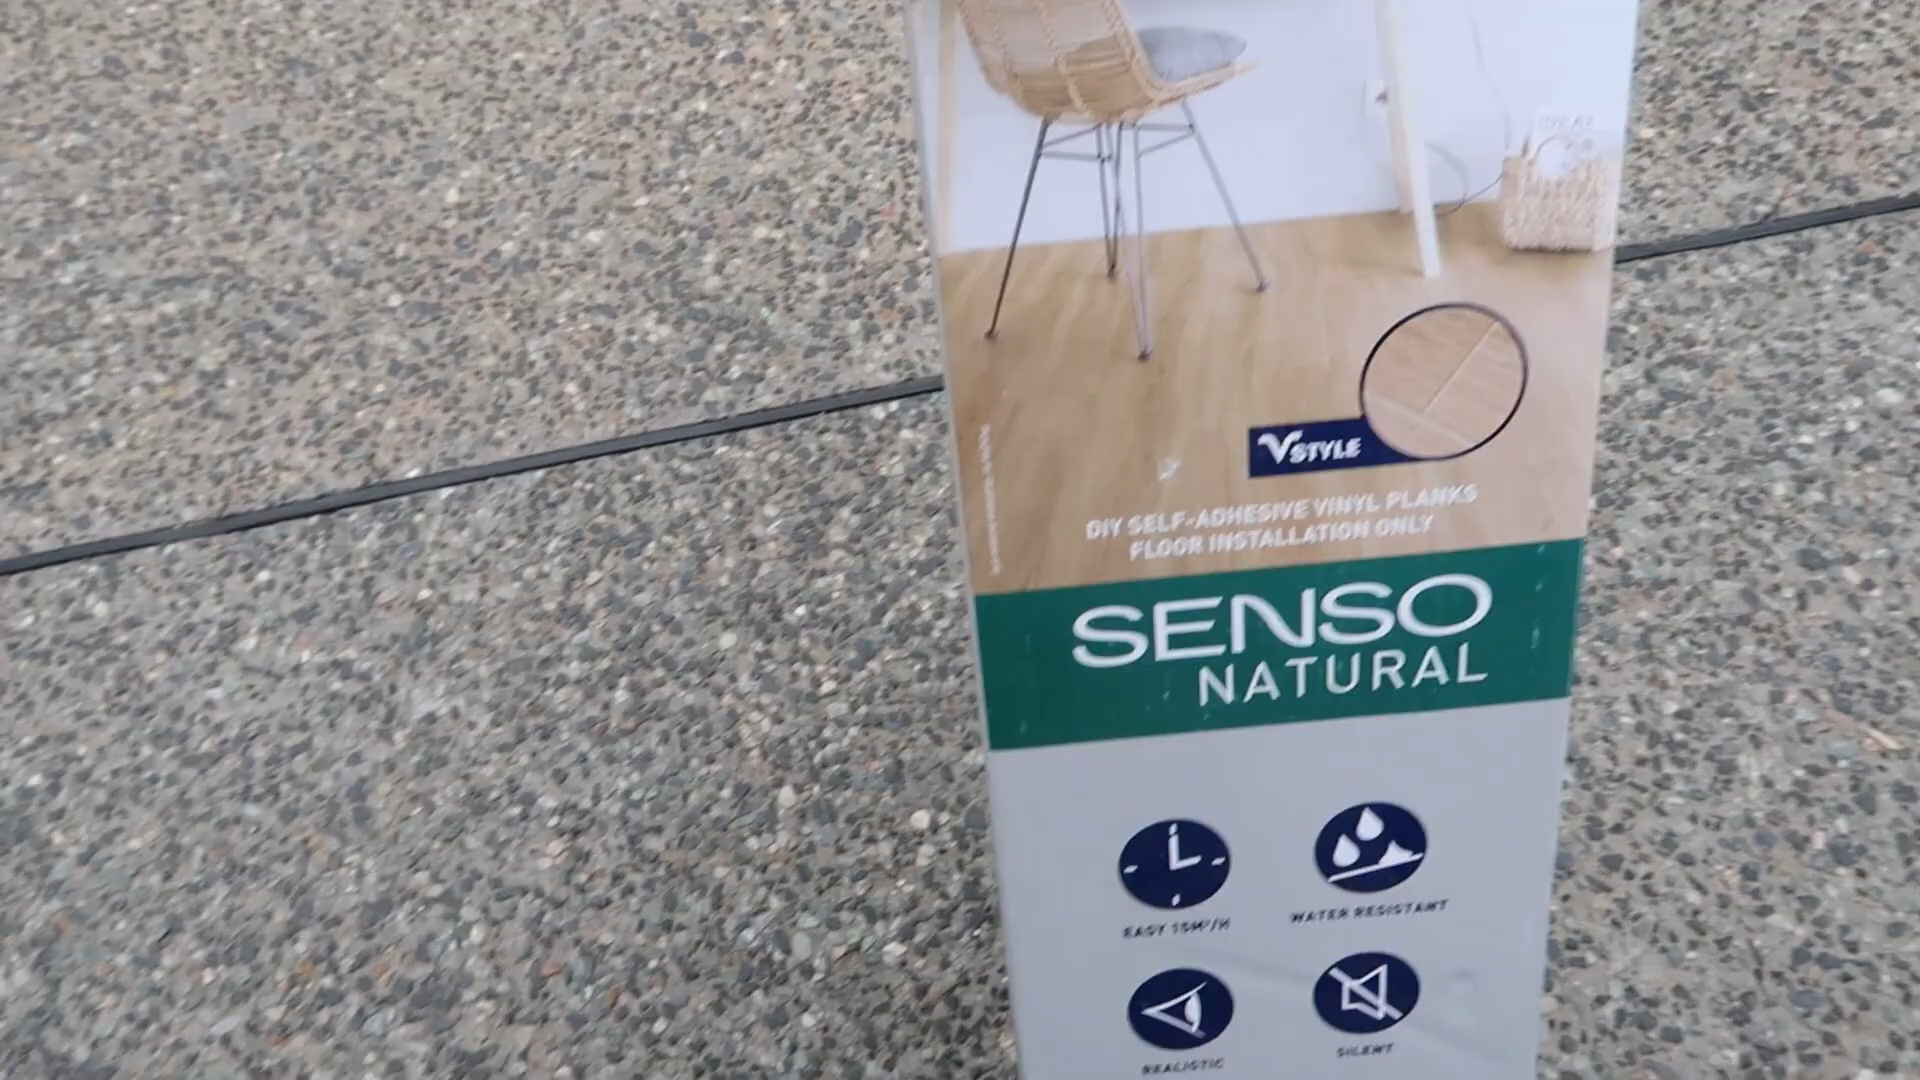 VSTYLE
DIY SELF-ADHESIVE VINYL PLANKS
FLOOR INSTALLATION ONLY
SENSO
NATURAL
EASY 15M²/H
WATER RESISTANT
REALISTIC
SILENT